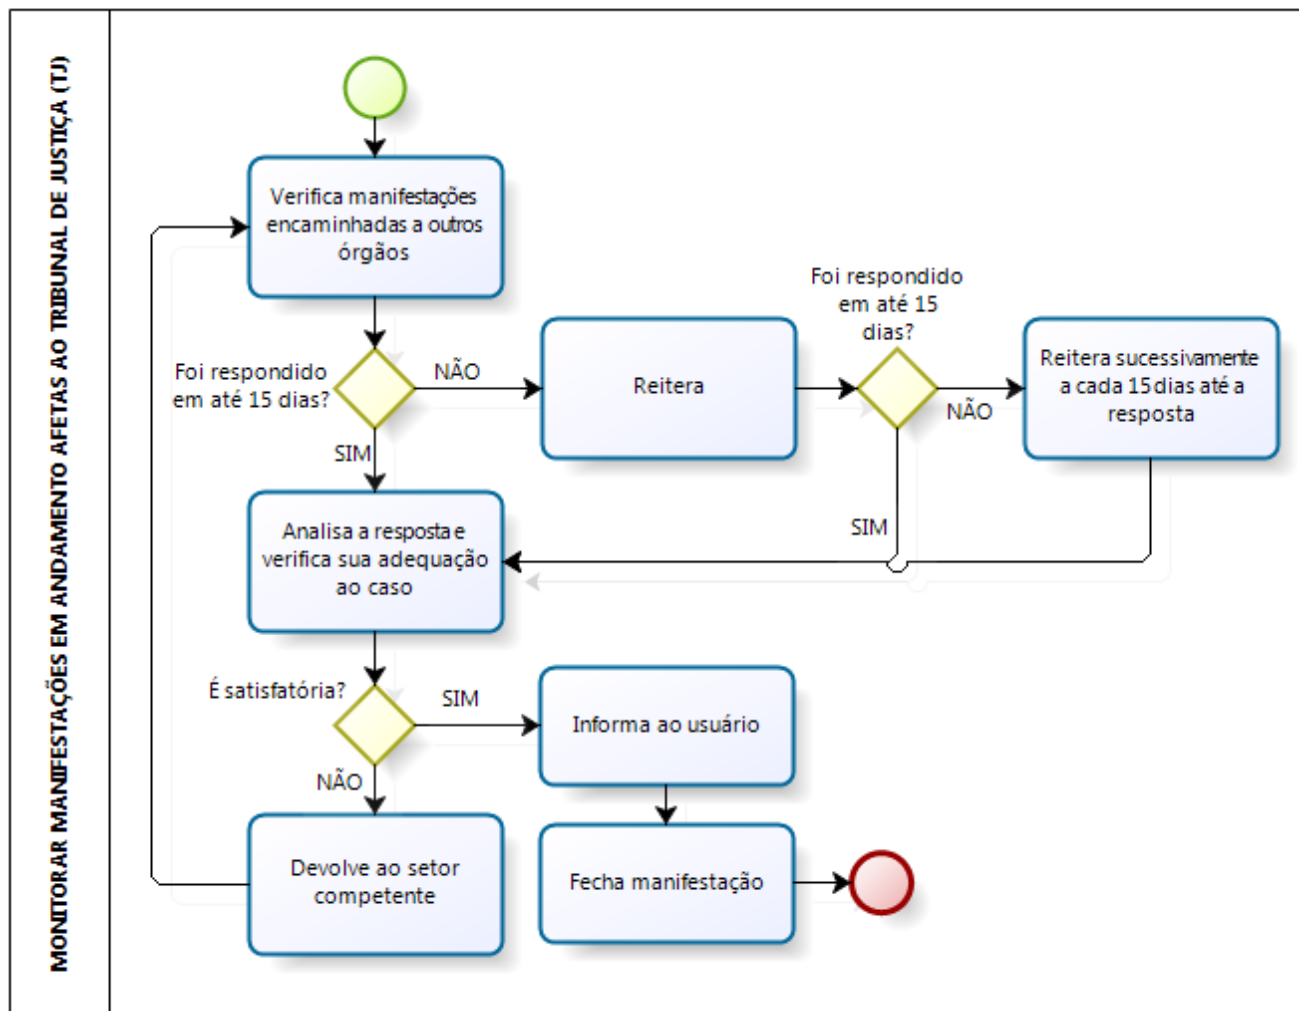 MONITORAR MANIFESTAÇÕES EM ANDAMENTO AFETAS AO TRIBUNAL DE JUSTIÇA (TJ)
Verifica manifestações
encaminhadas a outros
órgãos
Foi respondido
em até 15 dias?
NÃO
Reitera
Foi respondido
em até 15
dias?
NÃO
Reitera sucessivamente
a cada 15 dias até a
resposta
SIM
SIM
Analisa a resposta e
verifica sua adequação
ao caso
É satisfatória?
SIM
Informa ao usuário
NÃO
Devolve ao setor
competente
Fecha manifestação